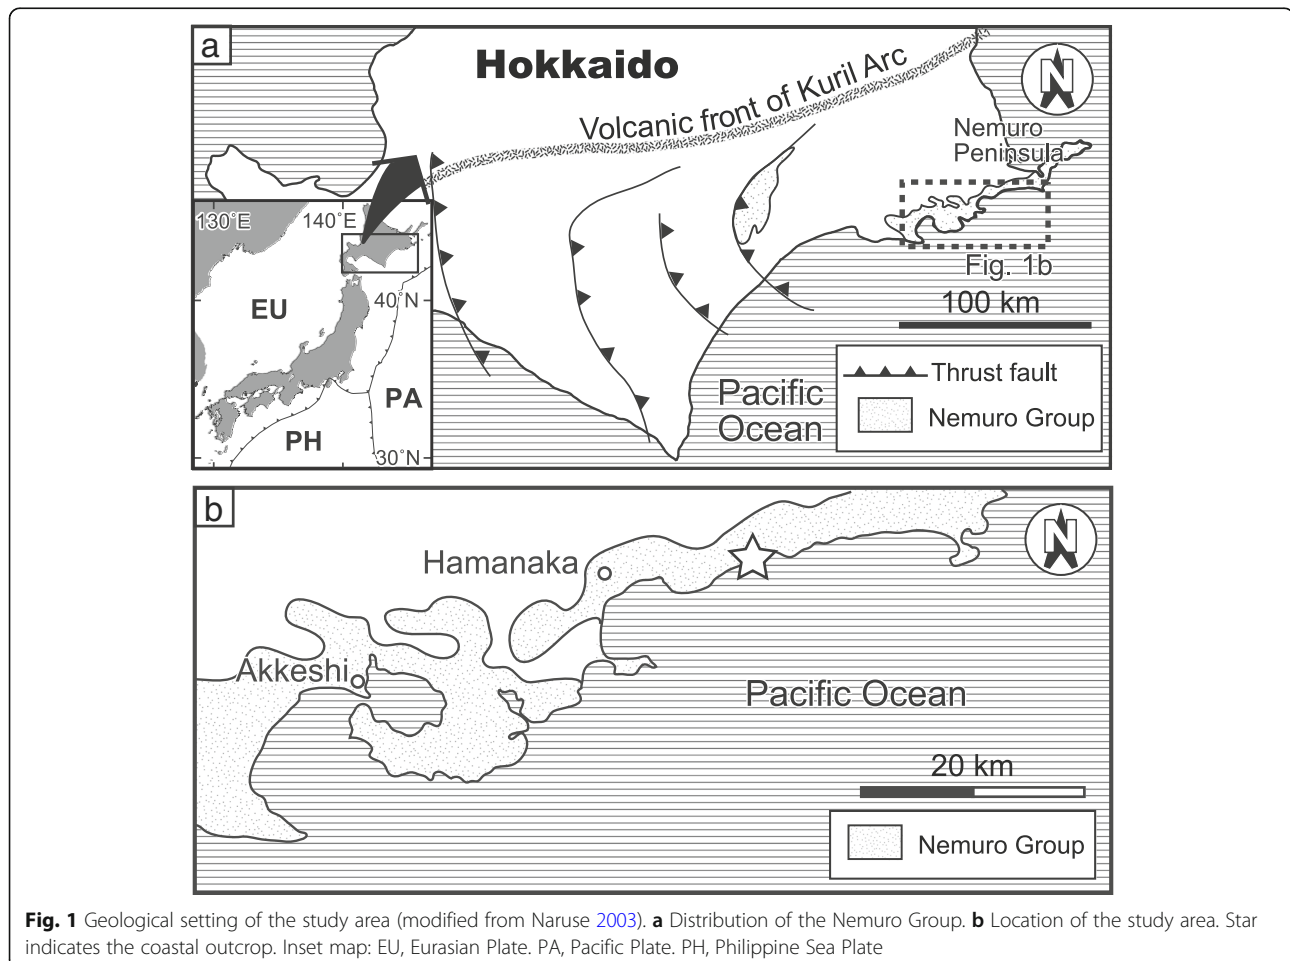 a
Hokkaido
N
Volcanic front of Kuril Arc
Nemuro
Peninsula
130˚E
140˚E
Fig. 1b
EU
40˚N
100 km
PA
Pacific
Ocean
Thrust fault
Nemuro Group
PH
30˚N
b
N
Hamanaka
Akkeshi
Pacific Ocean
20 km
Nemuro Group
Fig. 1 Geological setting of the study area (modified from Naruse 2003). a Distribution of the Nemuro Group. b Location of the study area. Star
indicates the coastal outcrop. Inset map: EU, Eurasian Plate. PA, Pacific Plate. PH, Philippine Sea Plate